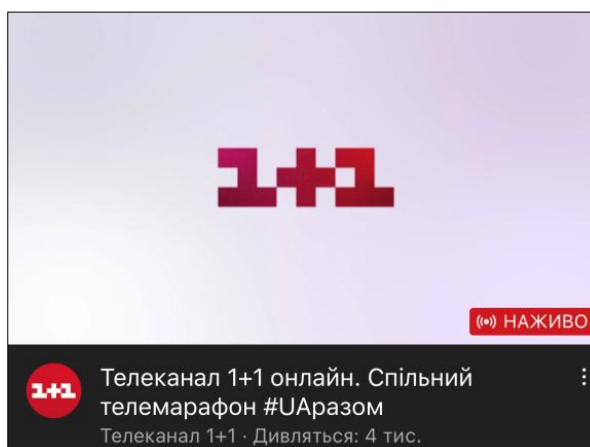 1+1
((•)) НАЖИВО
1+1
Телеканал 1+1 онлайн. Спільний
телемарафон #UAразом
Телеканал 1+1 · Дивляться: 4 тис.